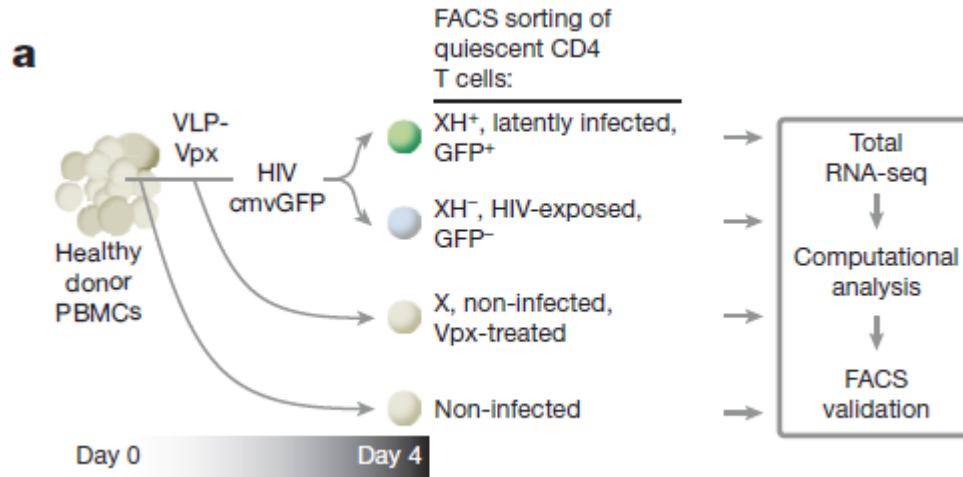 a
FACS sorting of
quiescent CD4
T cells:
VLP-
Vpx
HIV
cmvGFP
Healthy
donor
PBMCs
XH⁺, latently infected,
GFP⁺
XH⁻, HIV-exposed,
GFP⁻
X, non-infected,
Vpx-treated
Non-infected
Total
RNA-seq
Computational
analysis
FACS
validation
Day 0
Day 4